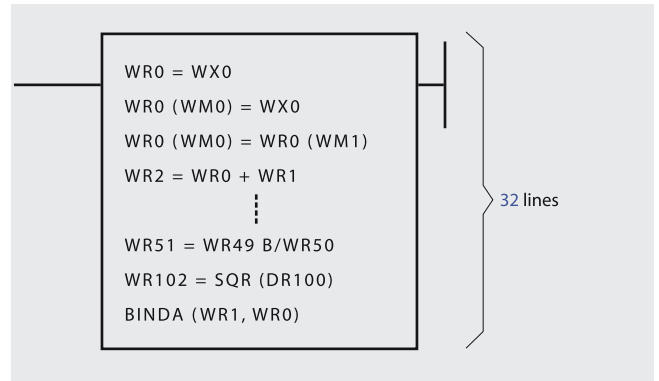 WR0 = WX0
WR0 (WM0) = WX0
WR0 (WM0) = WR0 (WM1)
WR2 = WR0 + WR1
32 lines
WR51 = WR49 B/WR50
WR102 = SQR (DR100)
BINDA (WR1, WR0)